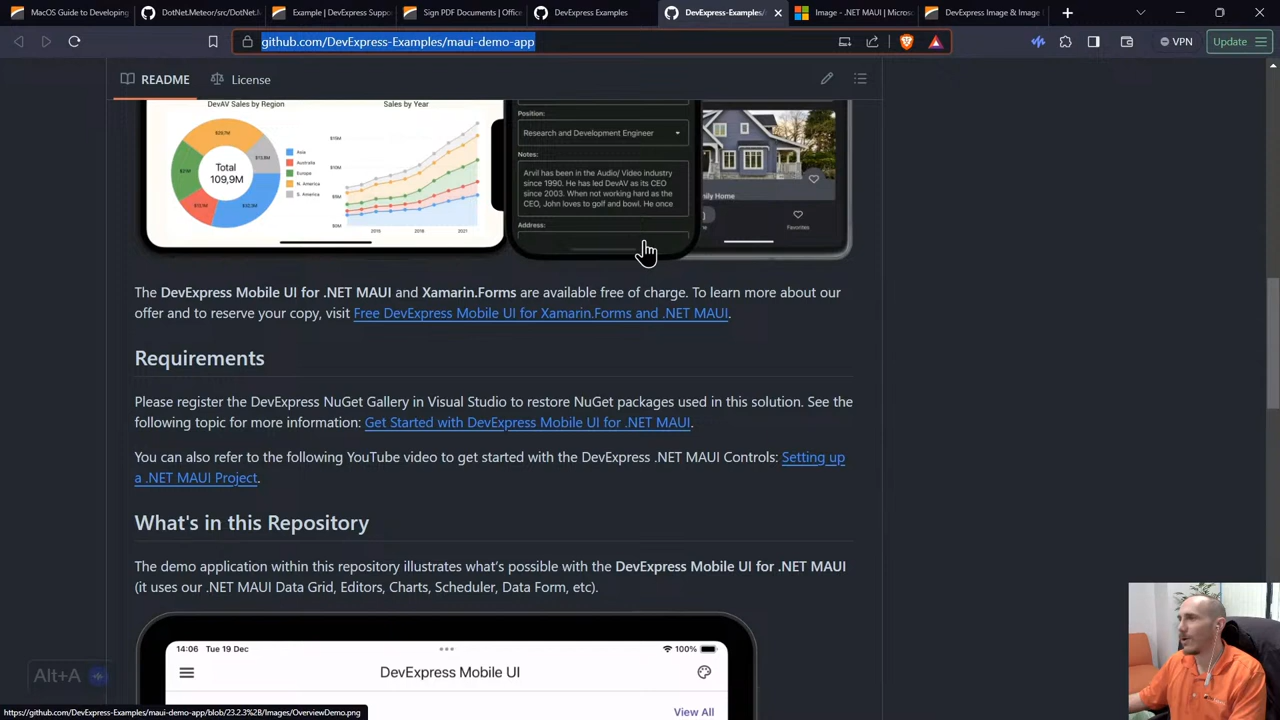 MacOS Guide to Developing
DotNet.Meteor/src/DotNet.M
Example | DevExpress Suppo
Sign PDF Documents | Office
DevExpress Examples
DevExpress-Examples/
Image - .NET MAUI | Micros
DevExpress Image & Image
github.com/DevExpress-Examples/maui-demo-app
VPN
Update
README
License
DevAV Sales by Region
Sales by Year
Total
109,9M
Asia
Australia
Europe
N. America
S. America
2015
2018
2021
Position:
Research and Development Engineer
Notes:
Arvil has been in the Audio/ Video industry
since 1990. He has led DevAV as its CEO
since 2003. When not working hard as the
CEO, John loves to golf and bowl. He once
Address:
mily Home
Favorites
The DevExpress Mobile UI for .NET MAUI and Xamarin.Forms are available free of charge. To learn more about our
offer and to reserve your copy, visit Free DevExpress Mobile UI for Xamarin.Forms and .NET MAUI.
Requirements
Please register the DevExpress NuGet Gallery in Visual Studio to restore NuGet packages used in this solution. See the
following topic for more information: Get Started with DevExpress Mobile UI for .NET MAUI.
You can also refer to the following YouTube video to get started with the DevExpress .NET MAUI Controls: Setting up
a .NET MAUI Project.
What's in this Repository
The demo application within this repository illustrates what's possible with the DevExpress Mobile UI for .NET MAUI
(it uses our .NET MAUI Data Grid, Editors, Charts, Scheduler, Data Form, etc).
14:06 Tue 19 Dec
100%
DevExpress Mobile UI
View All
Alt+A
https://github.com/DevExpress-Examples/maui-demo-app/blob/23.2.3%2B/Images/OverviewDemo.png